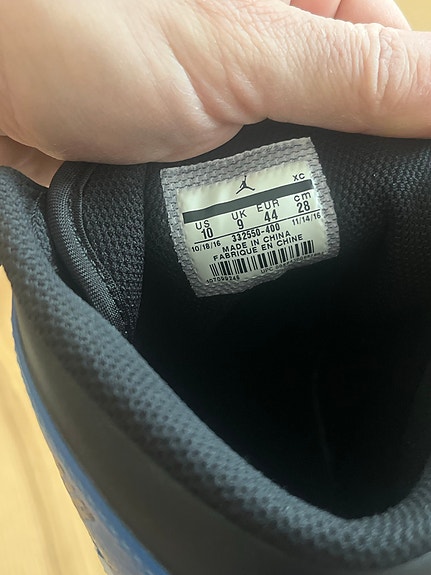 XC
US UK EUR cm
10 9 44 28
10/18/16 332550-400 11/14/16
MADE IN CHINA
FABRIQUE EN CHINE
UPC